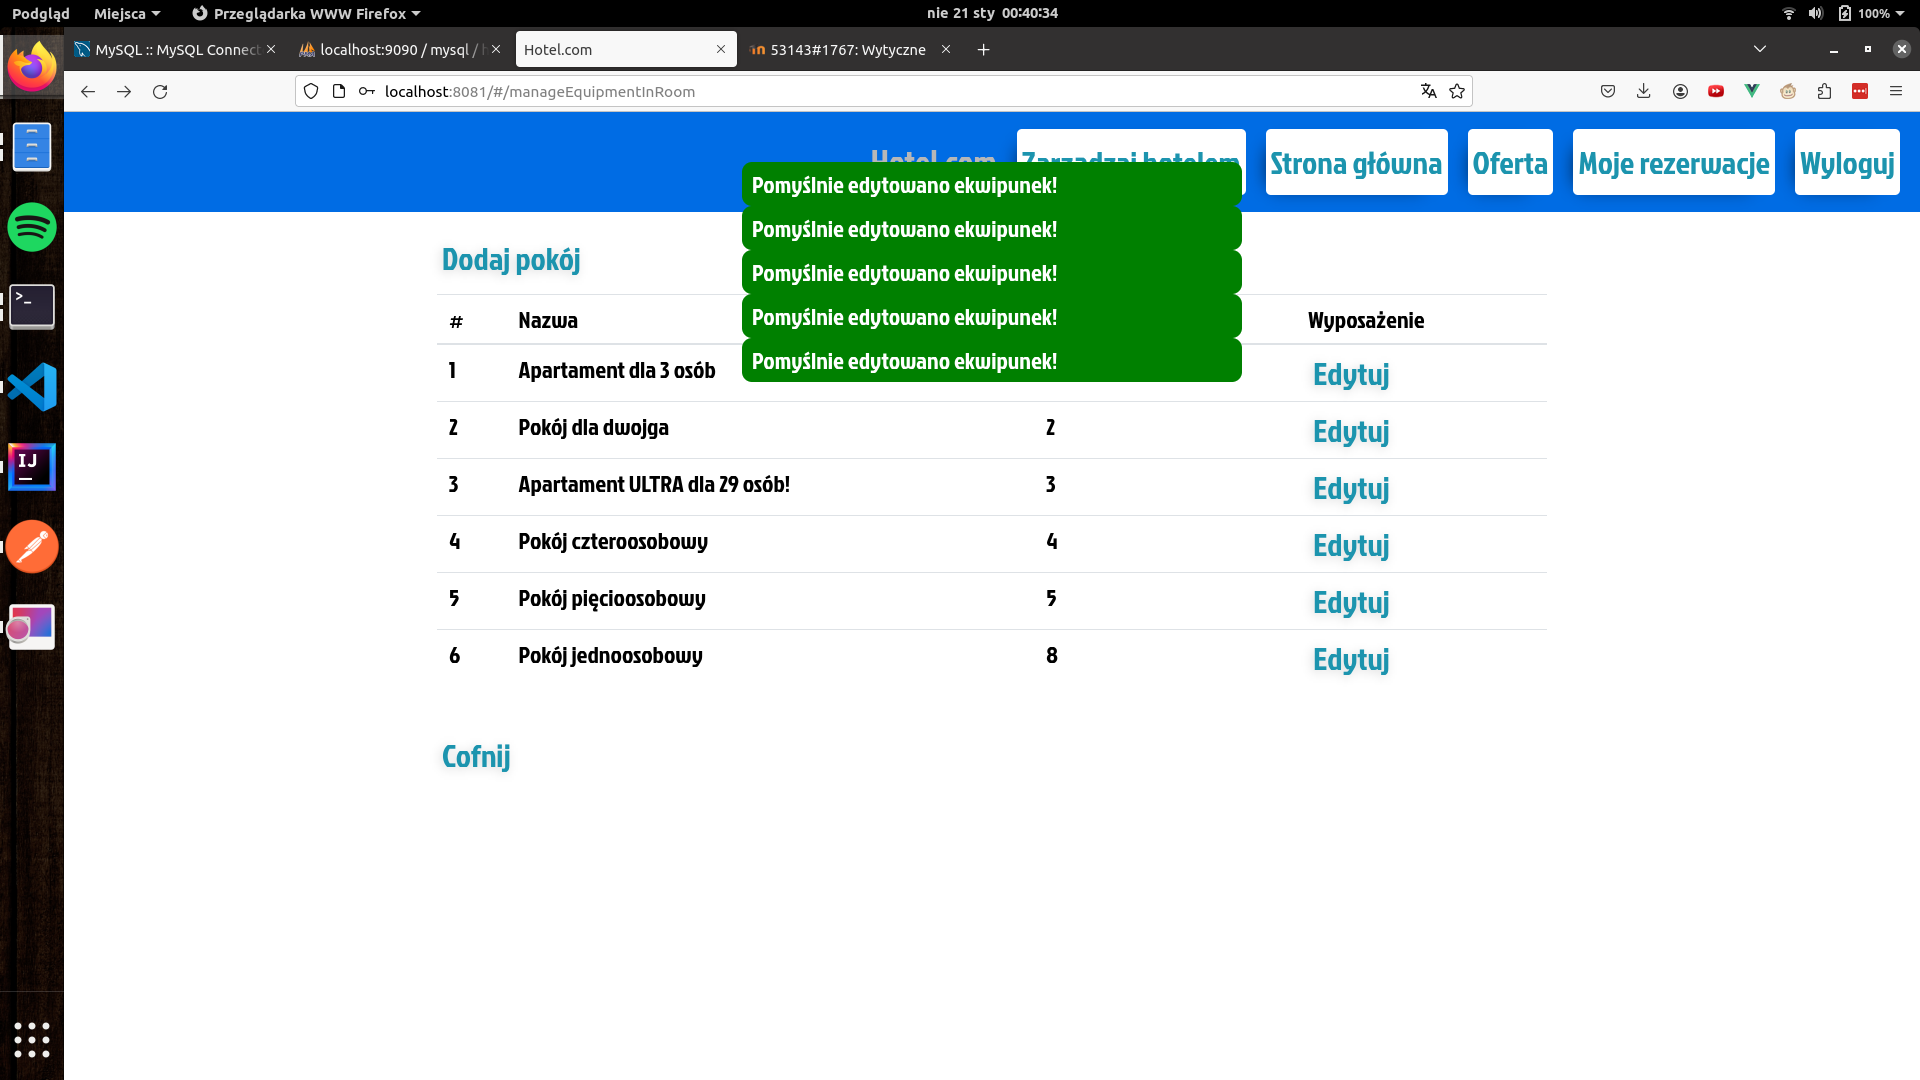 Podgląd Miejsca Przeglądarka WWW Firefox nie 21 sty 00:40:34 100%
MySQL :: MySQL Connect localhost:9090 / mysql / Hotel.com 53143#1767: Wytyczne
localhost:8081/#/manageEquipmentInRoom
Strona główna Oferta Moje rezerwacje Wyloguj
Hotel.com Zarządzaj hotelem
Pomyślnie edytowano ekwipunek!
Pomyślnie edytowano ekwipunek!
Pomyślnie edytowano ekwipunek!
Pomyślnie edytowano ekwipunek!
Pomyślnie edytowano ekwipunek!
Dodaj pokój
# Nazwa Wyposażenie
1 Apartament dla 3 osób Edytuj
2 Pokój dla dwojga 2 Edytuj
3 Apartament ULTRA dla 29 osób! 3 Edytuj
4 Pokój czteroosobowy 4 Edytuj
5 Pokój pięcioosobowy 5 Edytuj
6 Pokój jednoosobowy 8 Edytuj
Cofnij